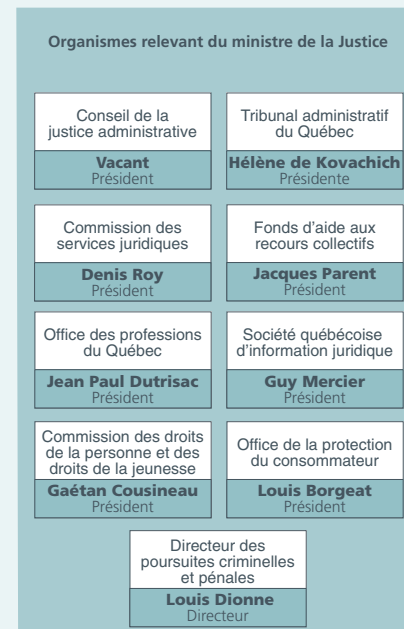 Organismes relevant du ministre de la Justice
Conseil de la
justice administrative
Vacant
Président
Tribunal administratif
du Québec
Hélène de Kovachich
Présidente
Commission des
services juridiques
Denis Roy
Président
Fonds d'aide aux
recours collectifs
Jacques Parent
Président
Office des professions
du Québec
Jean Paul Dutrisac
Président
Société québécoise
d'information juridique
Guy Mercier
Président
Commission des droits
de la personne et des
droits de la jeunesse
Gaétan Cousineau
Président
Office de la protection
du consommateur
Louis Borgeat
Président
Directeur des
poursuites criminelles
et pénales
Louis Dionne
Directeur